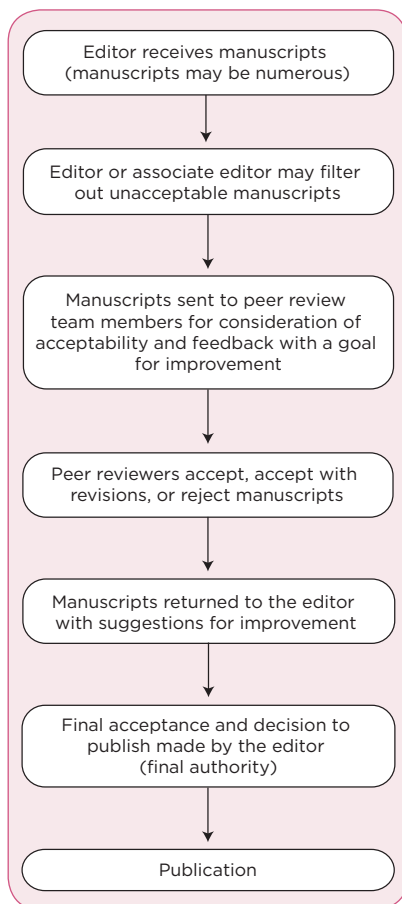 Editor receives manuscripts
(manuscripts may be numerous)
Editor or associate editor may filter
out unacceptable manuscripts
Manuscripts sent to peer review
team members for consideration of
acceptability and feedback with a goal
for improvement
Peer reviewers accept, accept with
revisions, or reject manuscripts
Manuscripts returned to the editor
with suggestions for improvement
Final acceptance and decision to
publish made by the editor
(final authority)
Publication